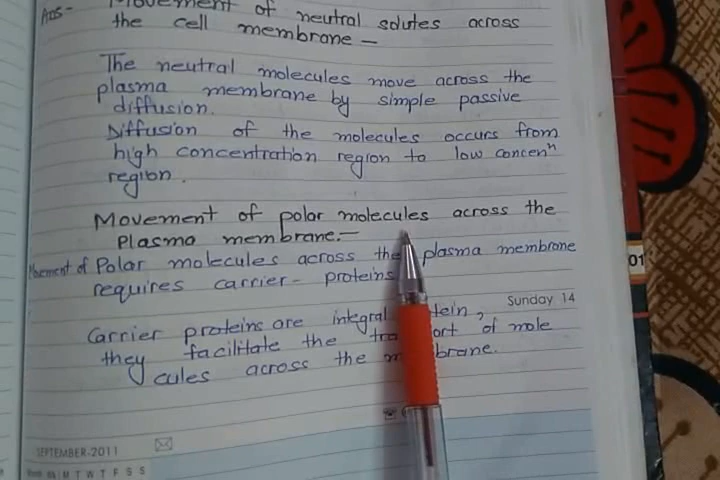 Ans- Movement of neutral solutes across
the cell membrane —
The neutral molecules move across the
plasma membrane by simple passive
diffusion.
Diffusion of the molecules occurs from
high concentration region to low concenⁿ
region.
Movement of polar molecules across the
Plasma membrane.—
Movement of Polar molecules across the plasma membrane
requires carrier - proteins
Sunday 14
Carrier proteins are integral
they facilitate the of mole
cules across the
SEPTEMBER-2011
M T W T F S S
01